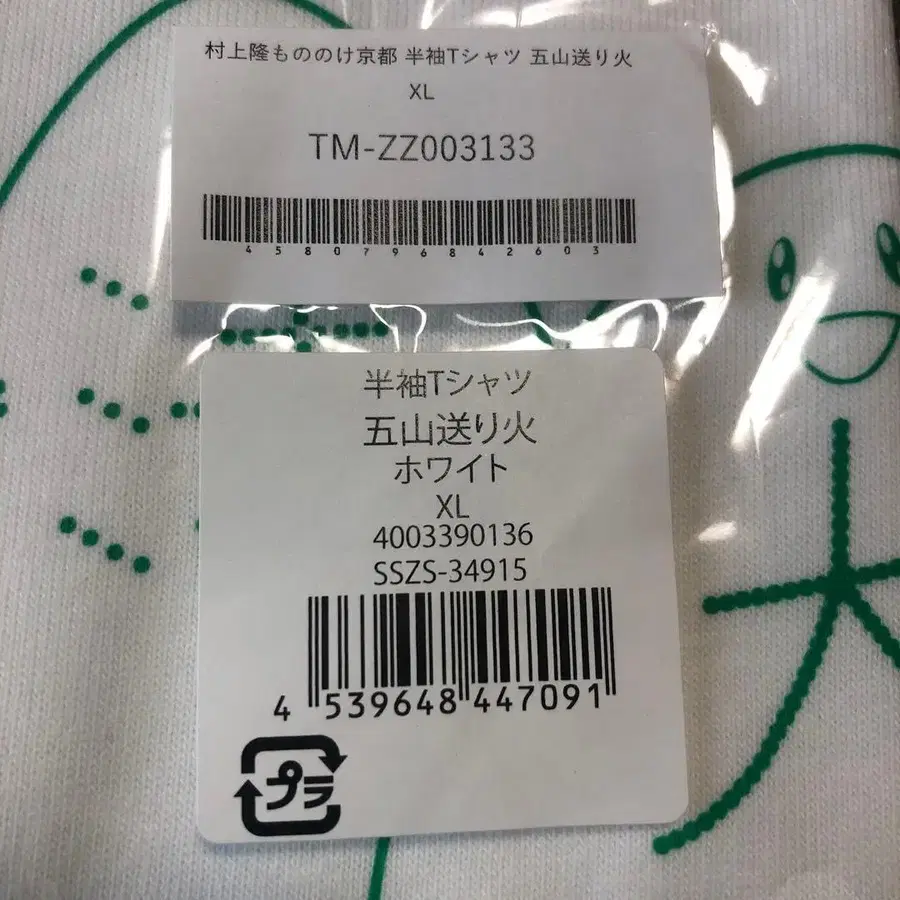 村上隆もののけ京都 半袖Tシャツ 五山送り火
XL
TM-ZZ003133
4580796842603
半袖Tシャツ
五山送り火
ホワイト
XL
4003390136
SSZS-34915
4 539648 447091
プラ
大